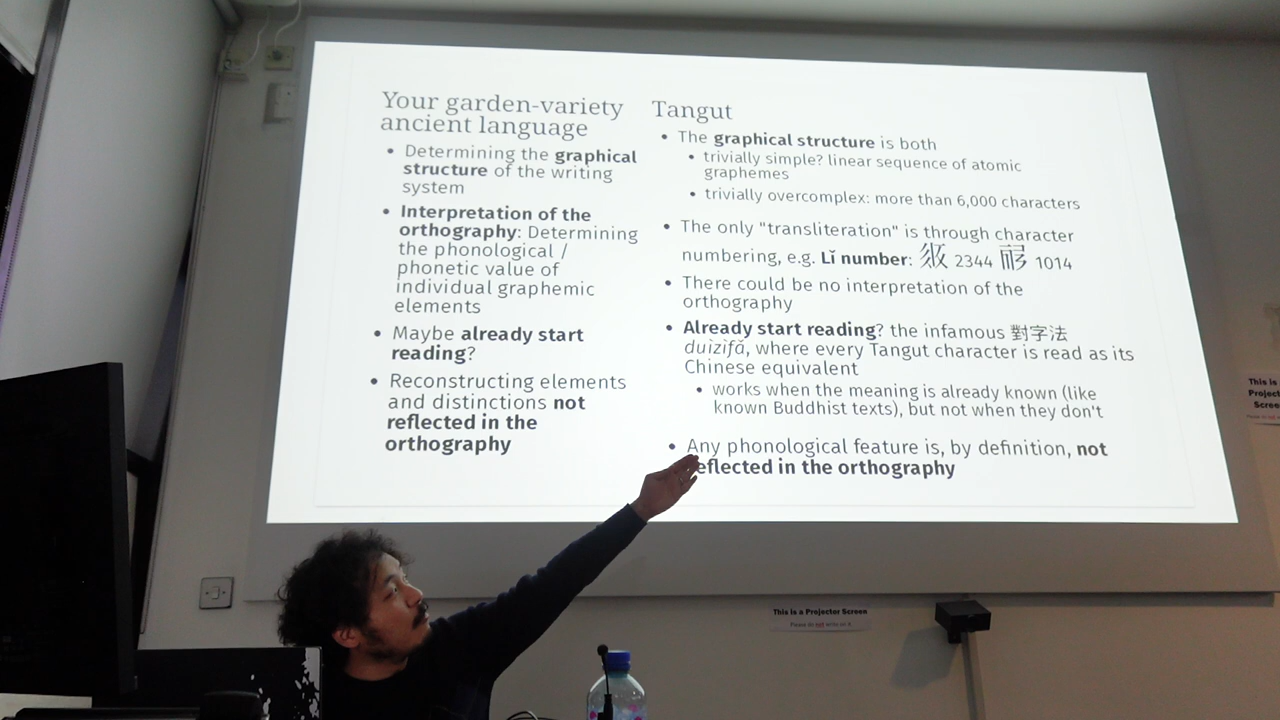 Your garden-variety
ancient language
• Determining the graphical
structure of the writing
system
• Interpretation of the
orthography: Determining
the phonological /
phonetic value of
individual graphemic
elements
• Maybe already start
reading?
• Reconstructing elements
and distinctions not
reflected in the
orthography
Tangut
• The graphical structure is both
• trivially simple? linear sequence of atomic
graphemes
• trivially overcomplex: more than 6,000 characters
• The only "transliteration" is through character
numbering, e.g. Lǐ number: 2344 1014
• There could be no interpretation of the
orthography
• Already start reading? the infamous 對字法
duìzìfǎ, where every Tangut character is read as its
Chinese equivalent
• works when the meaning is already known (like
known Buddhist texts), but not when they don't
• Any phonological feature is, by definition, not
eflected in the orthography
This is a Projector Screen
Please do not write on it
This is
Projec
Scree